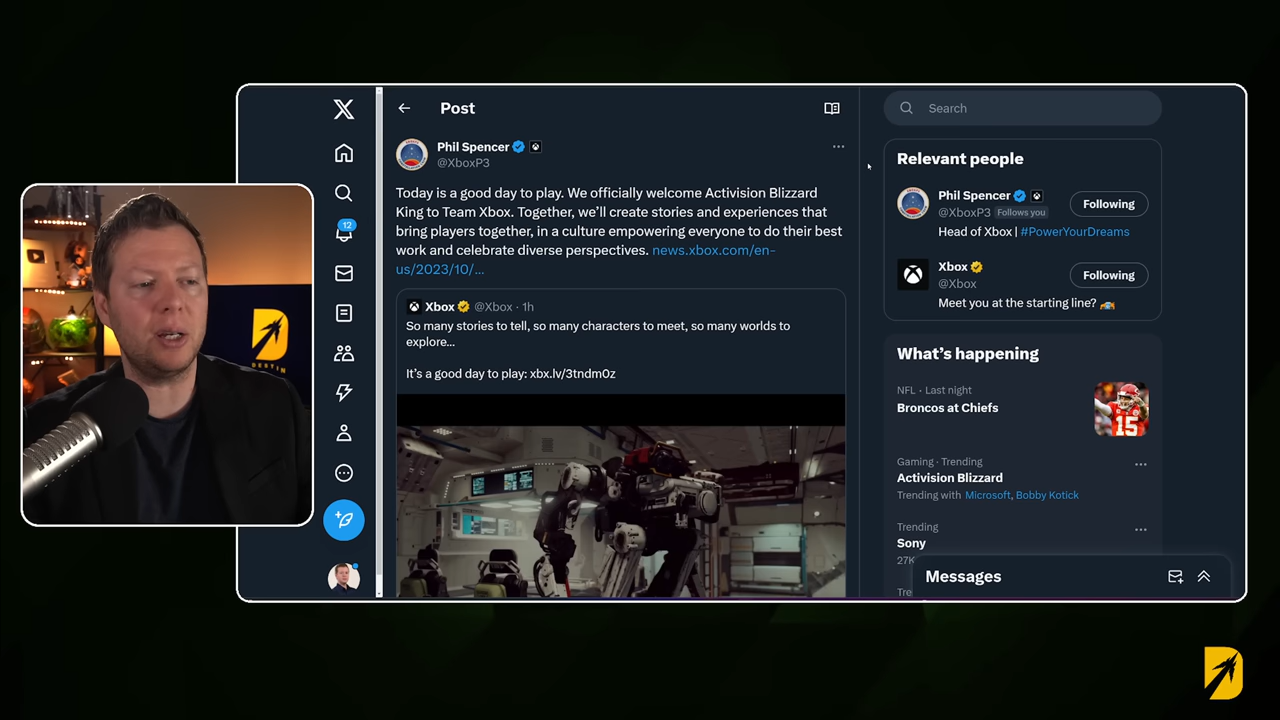 Post
Phil Spencer
@XboxP3
Today is a good day to play. We officially welcome Activision Blizzard
King to Team Xbox. Together, we'll create stories and experiences that
bring players together, in a culture empowering everyone to do their best
work and celebrate diverse perspectives. news.xbox.com/en-
us/2023/10/...
Xbox @Xbox · 1h
So many stories to tell, so many characters to meet, so many worlds to
explore...
It's a good day to play: xbx.lv/3tndm0z
12
Search
Relevant people
Phil Spencer
@XboxP3 Follows you
Following
Head of Xbox | #PowerYourDreams
Xbox
@Xbox
Following
Meet you at the starting line?
What's happening
NFL · Last night
Broncos at Chiefs
15
Gaming · Trending
Activision Blizzard
Trending with Microsoft, Bobby Kotick
Trending
Sony
27K
Tre
Messages
DESTIN